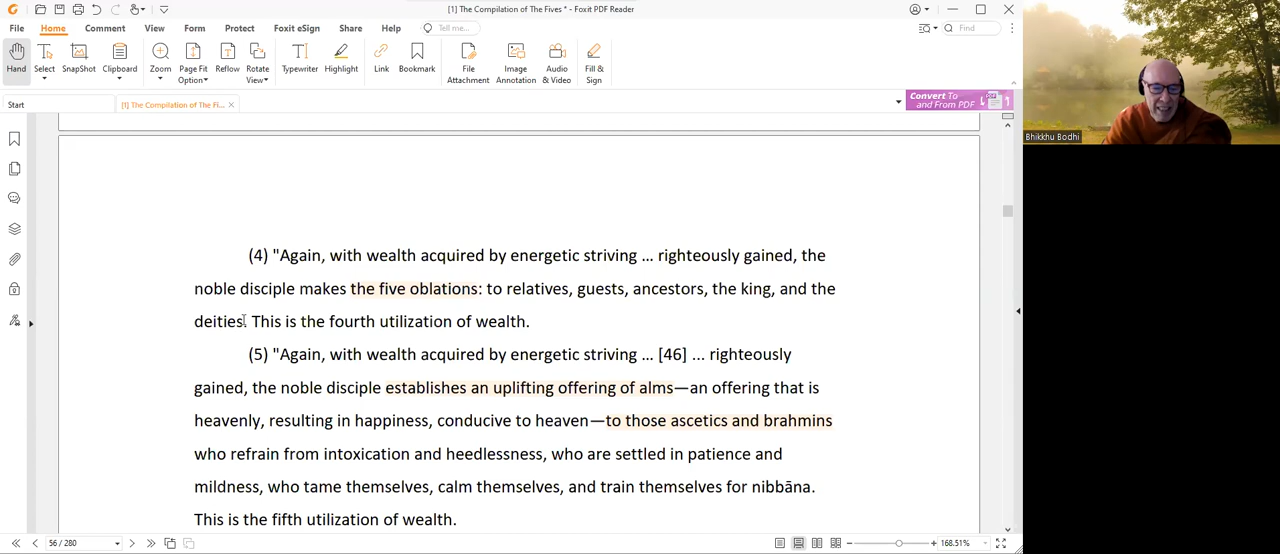 [1] The Compilation of The Fives * - Foxit PDF Reader
File Home Comment View Form Protect Foxit eSign Share Help Tell me... Find
Hand Select SnapShot Clipboard Zoom Page Fit Option Reflow Rotate View Typewriter Highlight Link Bookmark File Attachment Image Annotation Audio & Video Fill & Sign
Start [1] The Compilation of The Fi... Convert To and From PDF PDF
Bhikkhu Bodhi
(4) "Again, with wealth acquired by energetic striving ... righteously gained, the
noble disciple makes the five oblations: to relatives, guests, ancestors, the king, and the
deities. This is the fourth utilization of wealth.
(5) "Again, with wealth acquired by energetic striving ... [46] ... righteously
gained, the noble disciple establishes an uplifting offering of alms—an offering that is
heavenly, resulting in happiness, conducive to heaven—to those ascetics and brahmins
who refrain from intoxication and heedlessness, who are settled in patience and
mildness, who tame themselves, calm themselves, and train themselves for nibbāna.
This is the fifth utilization of wealth.
56 / 280 168.51%